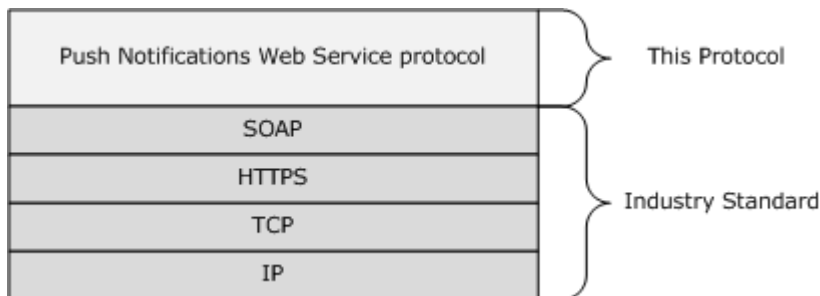 Push Notifications Web Service protocol
This Protocol
SOAP
HTTPS
TCP
IP
Industry Standard